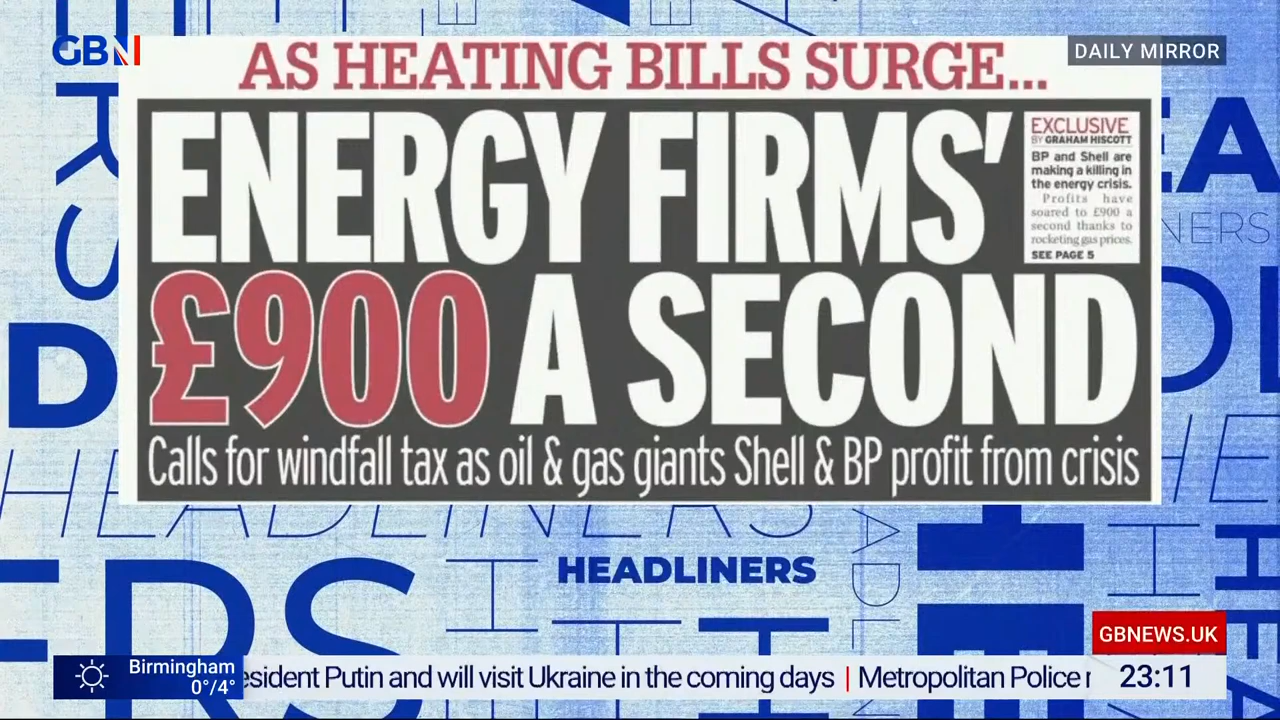 GBN
DAILY MIRROR
AS HEATING BILLS SURGE...
ENERGY FIRMS'
£900 A SECOND
EXCLUSIVE
BY GRAHAM HISCOTT
BP and Shell are
making a killing in
the energy crisis.
Profits have
soared to £900 a
second thanks to
rocketing gas prices.
SEE PAGE 5
Calls for windfall tax as oil & gas giants Shell & BP profit from crisis
HEADLINERS
HEADLINERS
GBNEWS.UK
Birmingham
0°/4°
esident Putin and will visit Ukraine in the coming days | Metropolitan Police
23:11